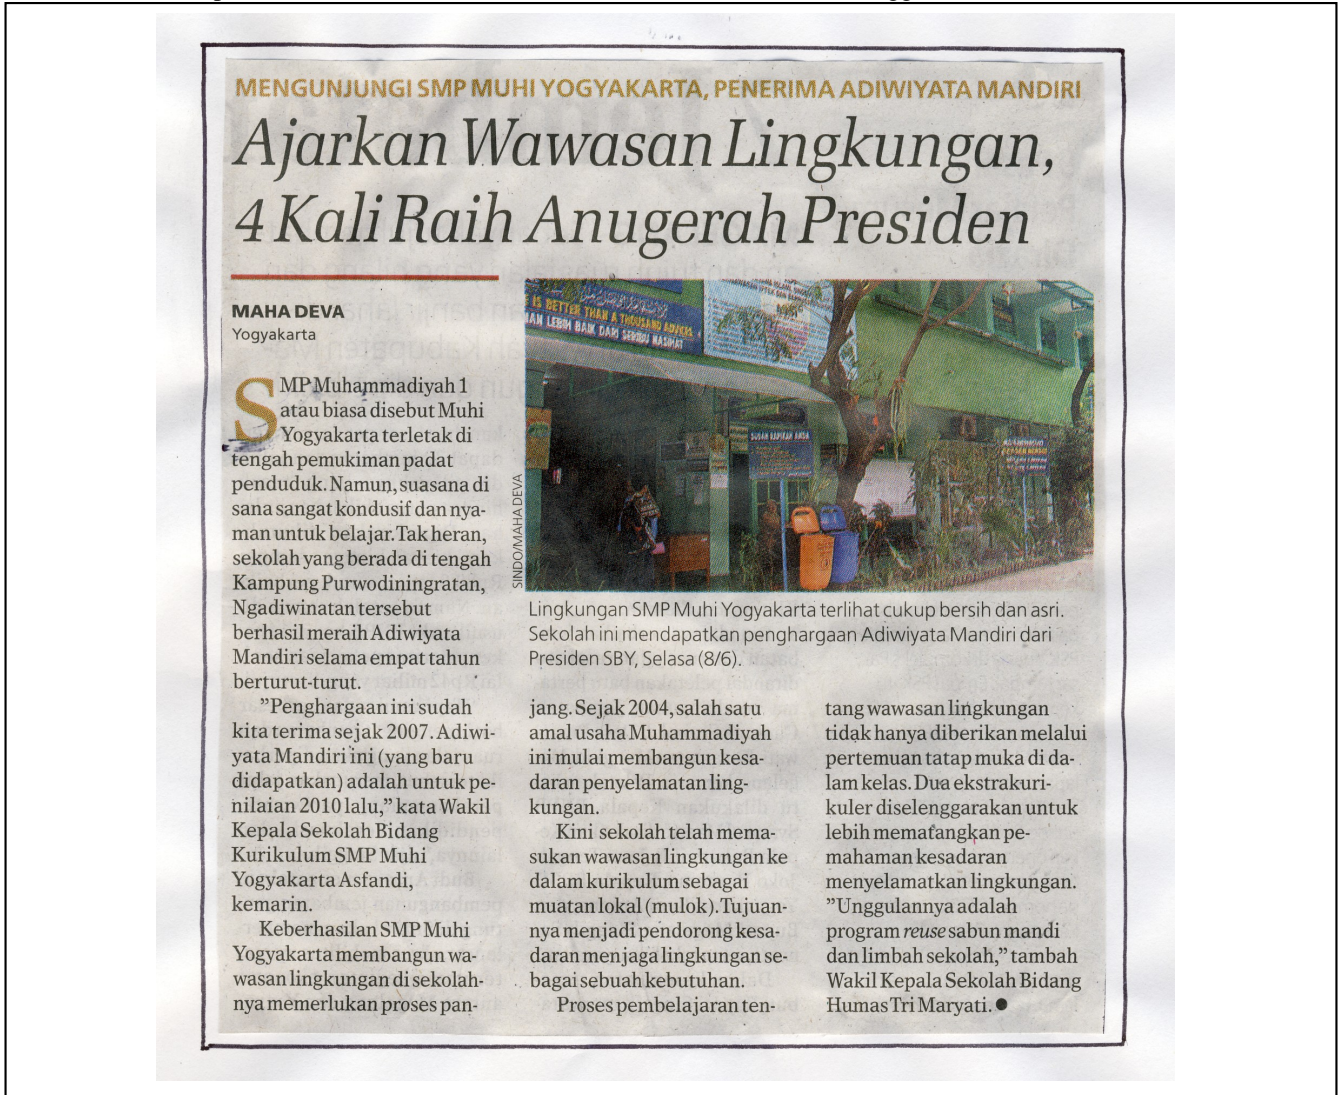 MENGUNJUNGI SMP MUHI YOGYAKARTA, PENERIMA ADIWIYATA MANDIRI
Ajarkan Wawasan Lingkungan,
4 Kali Raih Anugerah Presiden
MAHA DEVA
Yogyakarta
SMP Muhammadiyah 1
atau biasa disebut Muhi
Yogyakarta terletak di
tengah pemukiman padat
penduduk. Namun, suasana di
sana sangat kondusif dan nya-
man untuk belajar. Tak heran,
sekolah yang berada di tengah
Kampung Purwodiningratan,
Ngadiwinatan tersebut
berhasil meraih Adiwiyata
Mandiri selama empat tahun
berturut-turut.
”Penghargaan ini sudah
kita terima sejak 2007. Adiwi-
yata Mandiri ini (yang baru
didapatkan) adalah untuk pe-
nilaian 2010 lalu,” kata Wakil
Kepala Sekolah Bidang
Kurikulum SMP Muhi
Yogyakarta Asfandi,
kemarin.
Keberhasilan SMP Muhi
Yogyakarta membangun wa-
wasan lingkungan di sekolah-
nya memerlukan proses pan-
IS BETTER THAN A THOUSAND ADVICES
LEBIH BAIK DARI SERIBU NASIHAT
SUDAH RAPIKAH ANDA
SINDO/MAHA DEVA
Lingkungan SMP Muhi Yogyakarta terlihat cukup bersih dan asri.
Sekolah ini mendapatkan penghargaan Adiwiyata Mandiri dari
Presiden SBY, Selasa (8/6).
jang. Sejak 2004, salah satu
amal usaha Muhammadiyah
ini mulai membangun kesa-
daran penyelamatan ling-
kungan.
Kini sekolah telah mema-
sukan wawasan lingkungan ke
dalam kurikulum sebagai
muatan lokal (mulok). Tujuan-
nya menjadi pendorong kesa-
daran menjaga lingkungan se-
bagai sebuah kebutuhan.
Proses pembelajaran ten-
tang wawasan lingkungan
tidak hanya diberikan melalui
pertemuan tatap muka di da-
lam kelas. Dua ekstrakuri-
kuler diselenggarakan untuk
lebih mematangkan pe-
mahaman kesadaran
menyelamatkan lingkungan.
”Unggulannya adalah
program reuse sabun mandi
dan limbah sekolah,” tambah
Wakil Kepala Sekolah Bidang
Humas Tri Maryati. ●